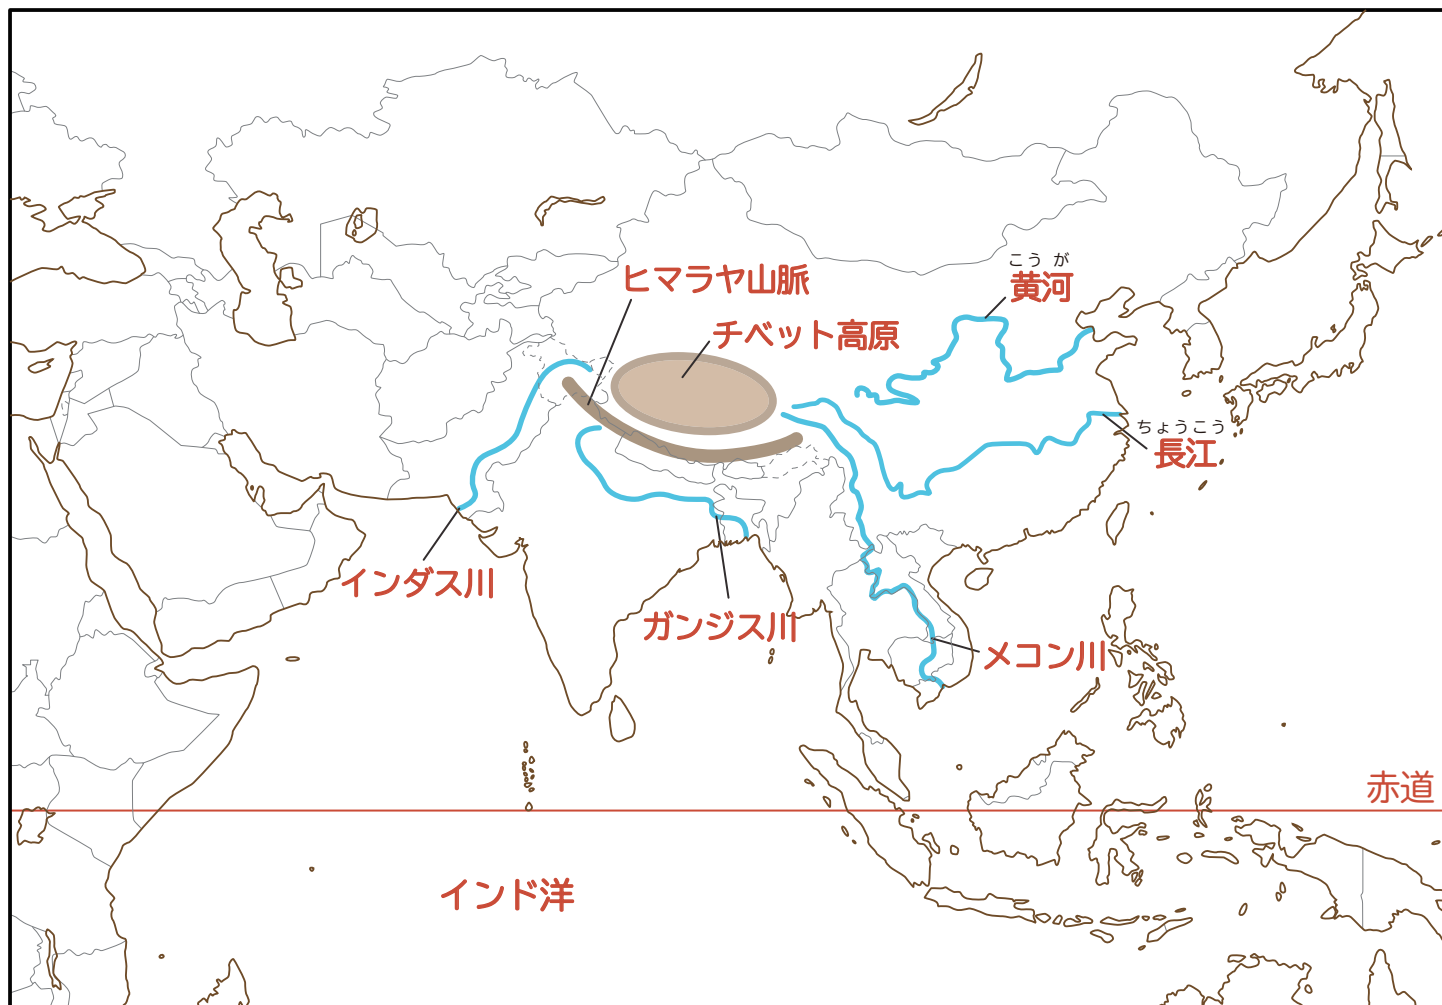 こう が
黄河
ヒマラヤ山脈
チベット高原
ちょうこう
長江
インダス川
ガンジス川
メコン川
赤道
インド洋